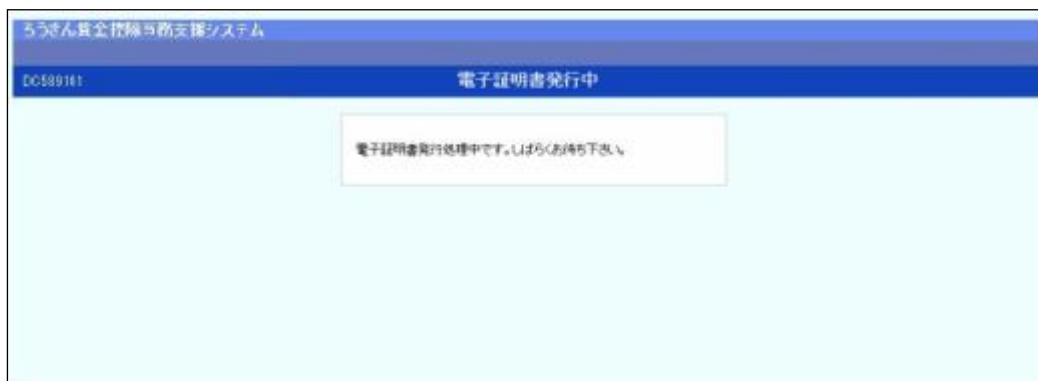 ろうきん賃金控除事務支援システム
DCS89101
電子証明書発行中
電子証明書発行処理中です。しばらくお待ち下さい。